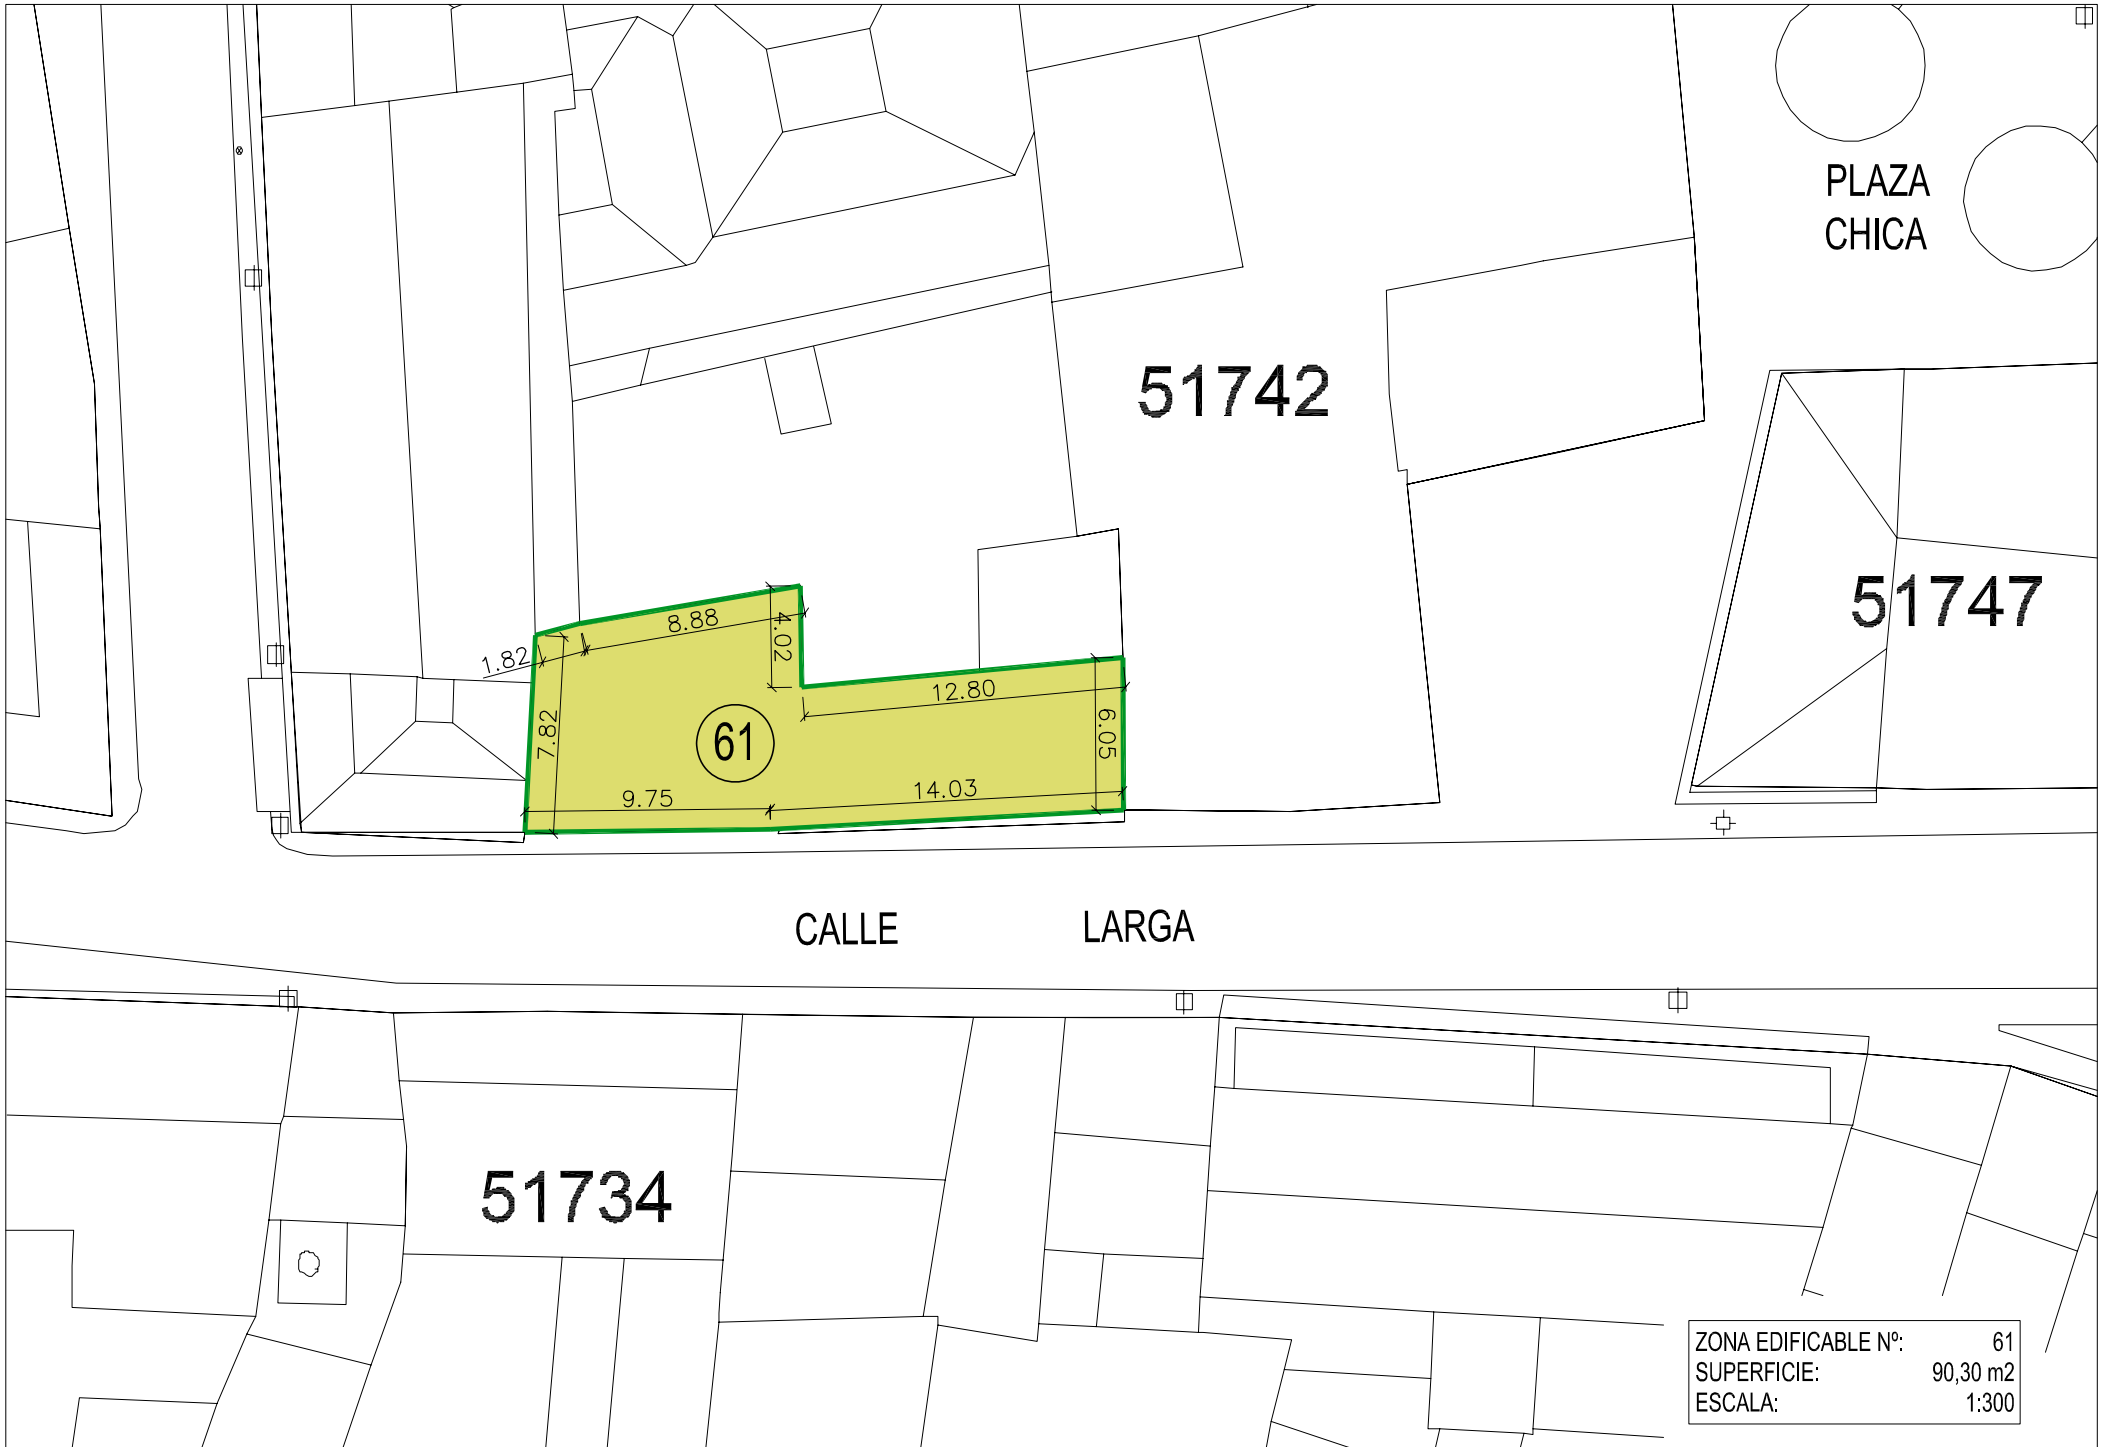 PLAZA
CHICA
51742
51747
8.88
4.02
1.82
12.80
7.82
61
6.05
9.75
14.03
CALLE LARGA
51734
ZONA EDIFICABLE Nº: 61
SUPERFICIE: 90,30 m2
ESCALA: 1:300